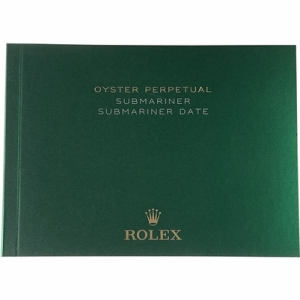 OYSTER PERPETUAL
SUBMARINER
SUBMARINER DATE
ROLEX